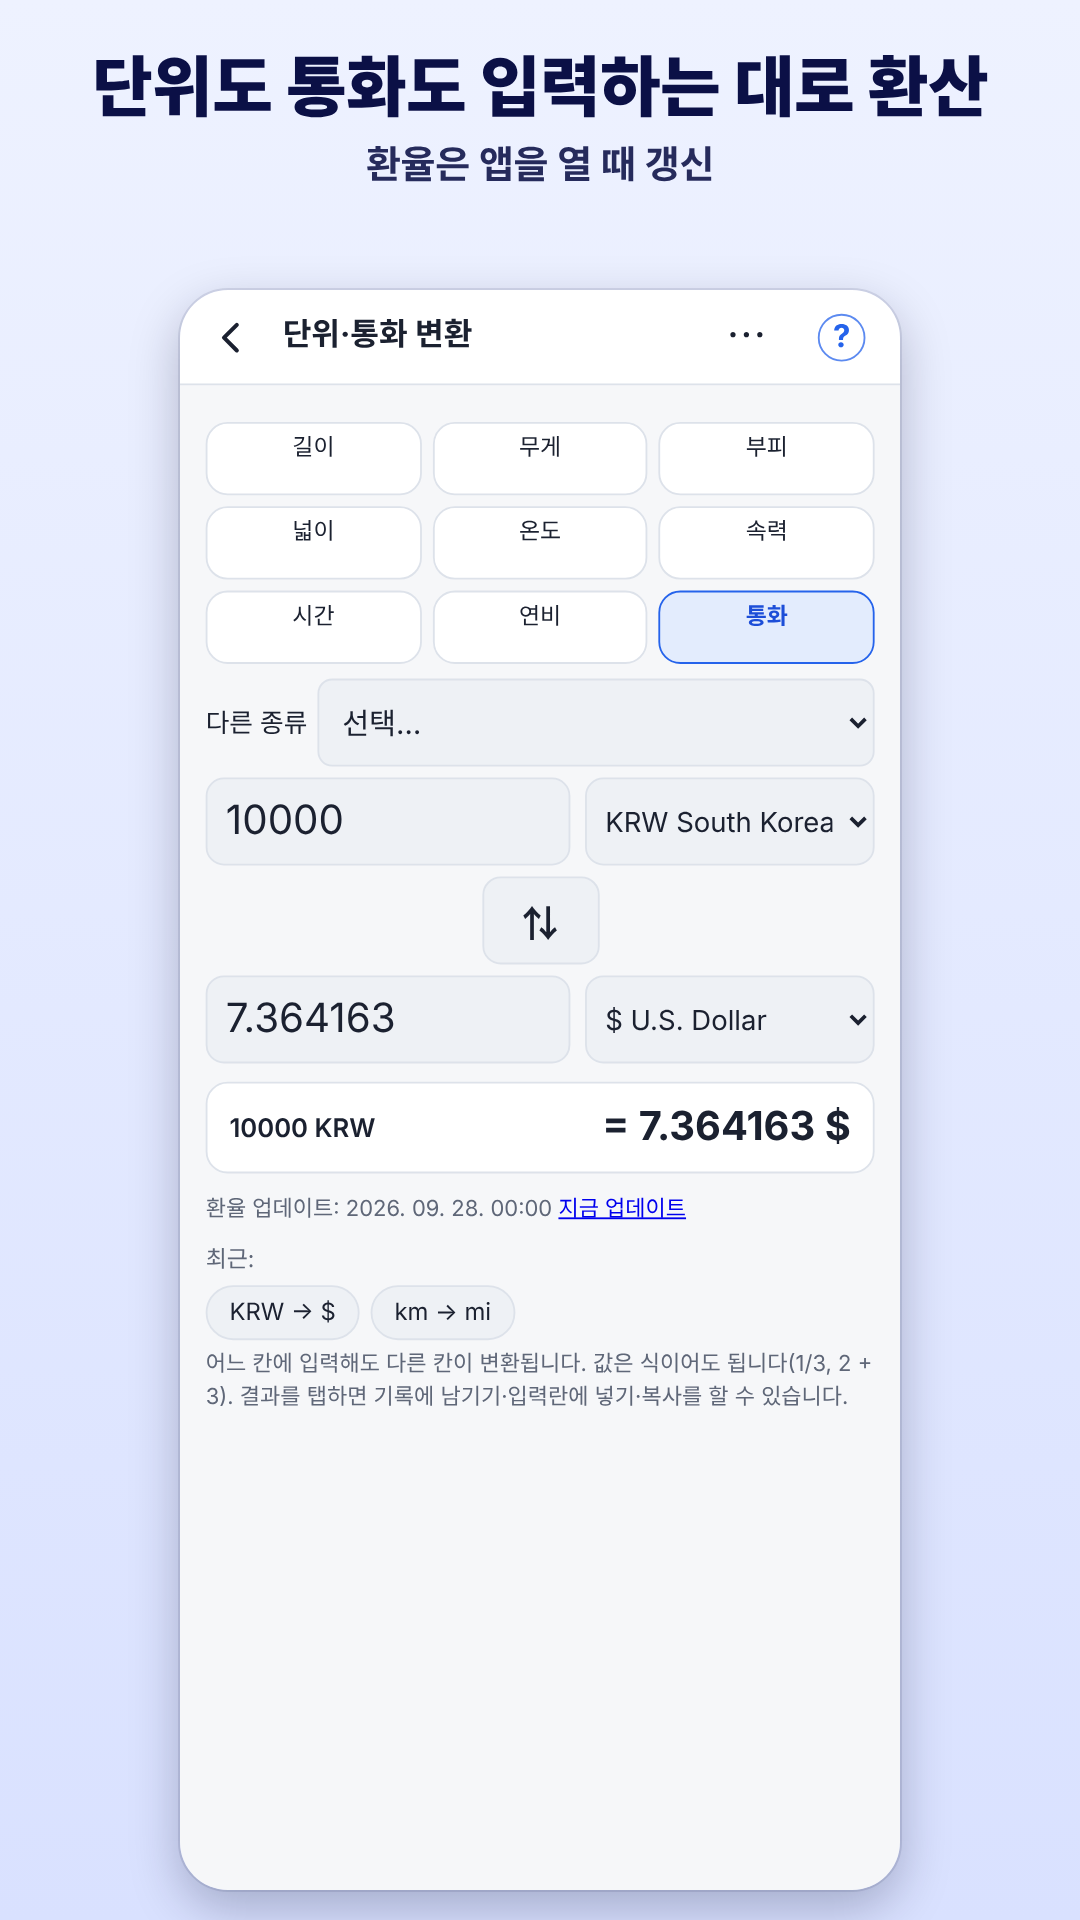 단위도 통화도 입력하는 대로 환산
환율은 앱을 열 때 갱신
단위·통화 변환
···
?
길이
무게
부피
넓이
온도
속력
시간
연비
통화
다른 종류
선택...
10000
KRW South Korea
7.364163
$ U.S. Dollar
10000 KRW
= 7.364163 $
환율 업데이트: 2026. 09. 28. 00:00 지금 업데이트
최근:
KRW → $
km → mi
어느 칸에 입력해도 다른 칸이 변환됩니다. 값은 식이어도 됩니다(1/3, 2 +
3). 결과를 탭하면 기록에 남기기·입력란에 넣기·복사를 할 수 있습니다.